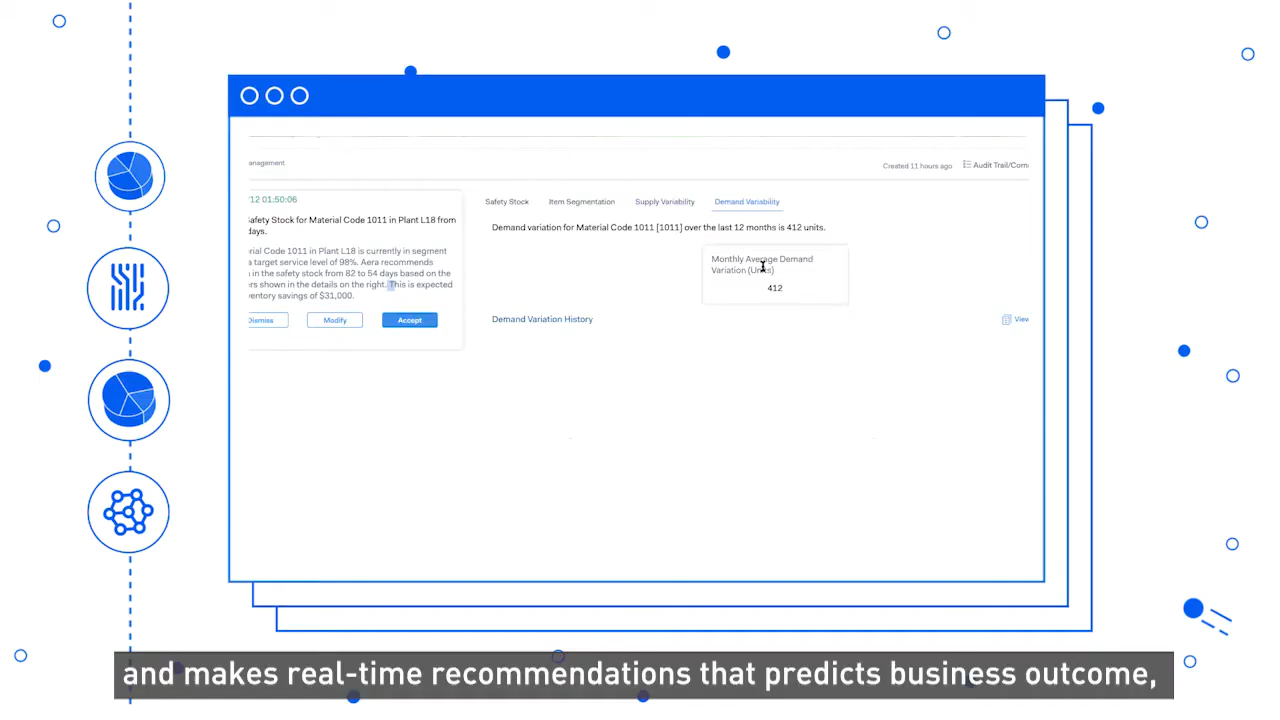 anagement
Created 11 hours ago
Audit Trail/Com
/12 01:50:06
Safety Stock for Material Code 1011 in Plant L18 from
days.
rial Code 1011 in Plant L18 is currently in segment
a target service level of 98%. Aera recommends
in the safety stock from 82 to 54 days based on the
rs shown in the details on the right. This is expected
ventory savings of $31,000.
Dismiss
Modify
Accept
Safety Stock
Item Segmentation
Supply Variability
Demand Variability
Demand variation for Material Code 1011 [1011] over the last 12 months is 412 units.
Monthly Average Demand
Variation (Units)
412
Demand Variation History
View
and makes real-time recommendations that predicts business outcome,